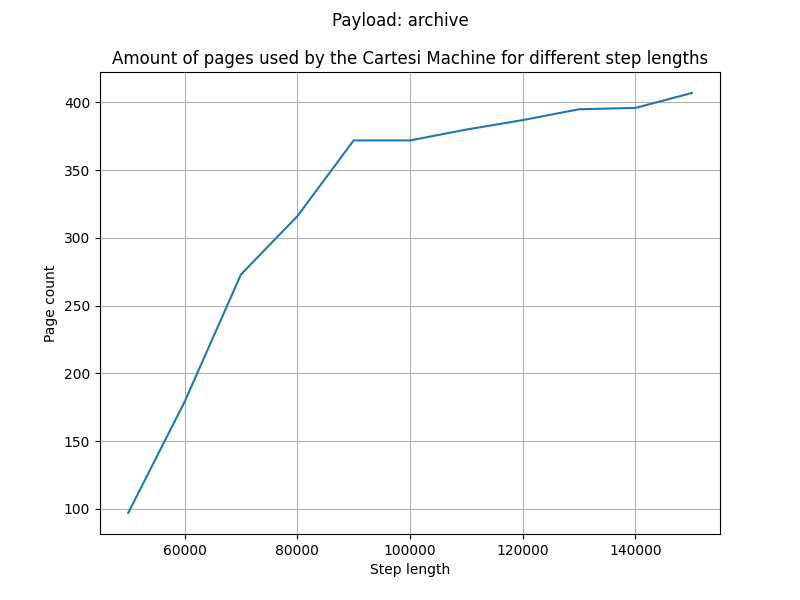 Payload: archive
Amount of pages used by the Cartesi Machine for different step lengths
400
350
300
250
200
150
100
Page count
60000 80000 100000 120000 140000
Step length